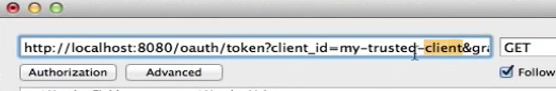 http://localhost:8080/oauth/token?client_id=my-trusted-client&gra GET
Authorization Advanced Follow